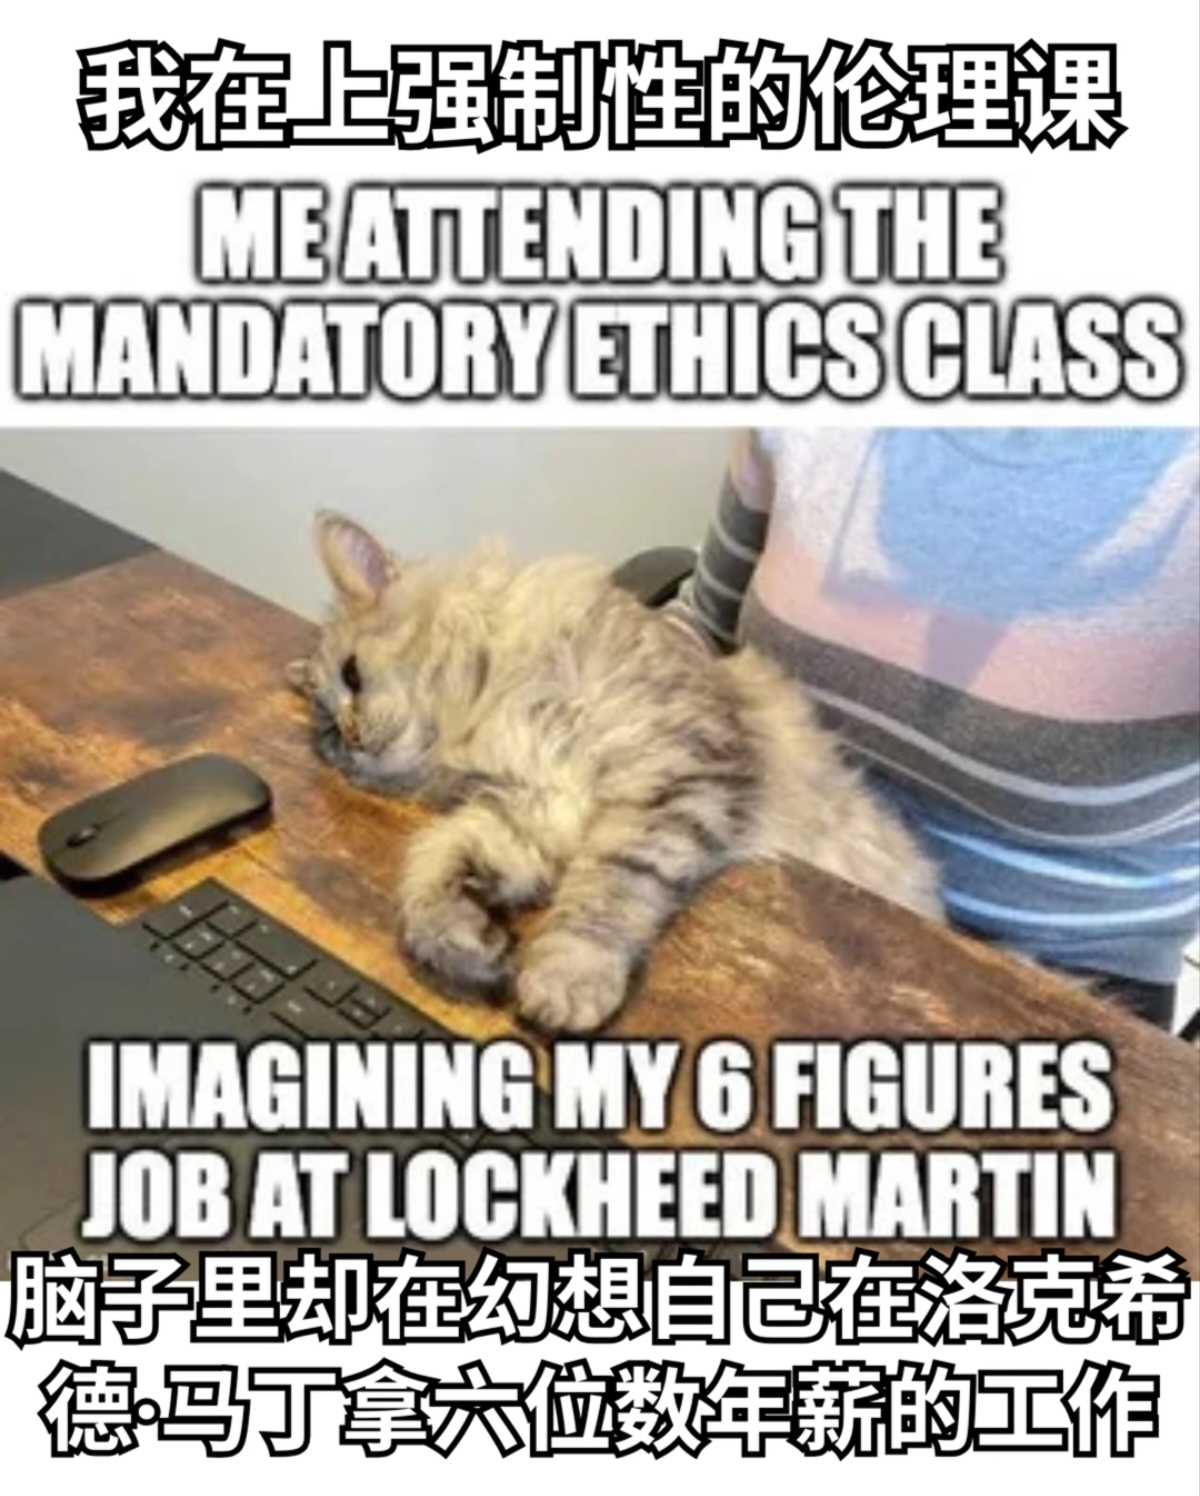 我在上强制性的伦理课
ME ATTENDING THE
MANDATORY ETHICS CLASS
IMAGINING MY 6 FIGURES
JOB AT LOCKHEED MARTIN
脑子里却在幻想自己在洛克希
德·马丁拿六位数年薪的工作